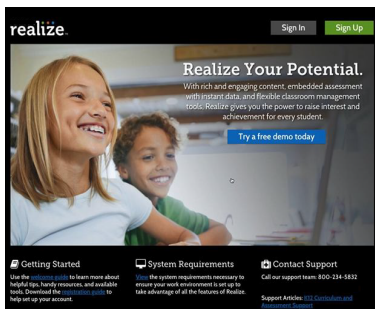 realize.
Sign In
Sign Up
Realize Your Potential.
With rich and engaging content, embedded assessment
with instant data, and flexible classroom management
tools, Realize gives you the power to raise interest and
achievement for every student.
Try a free demo today
Getting Started
Use the welcome guide to learn more about
helpful tips, handy resources, and available
tools. Download the registration guide to
help set up your account.
System Requirements
View the system requirements necessary to
ensure your work environment is set up to
take advantage of all the features of Realize.
Contact Support
Call our support team: 800-234-5832
Support Articles: K12 Curriculum and
Assessment Support